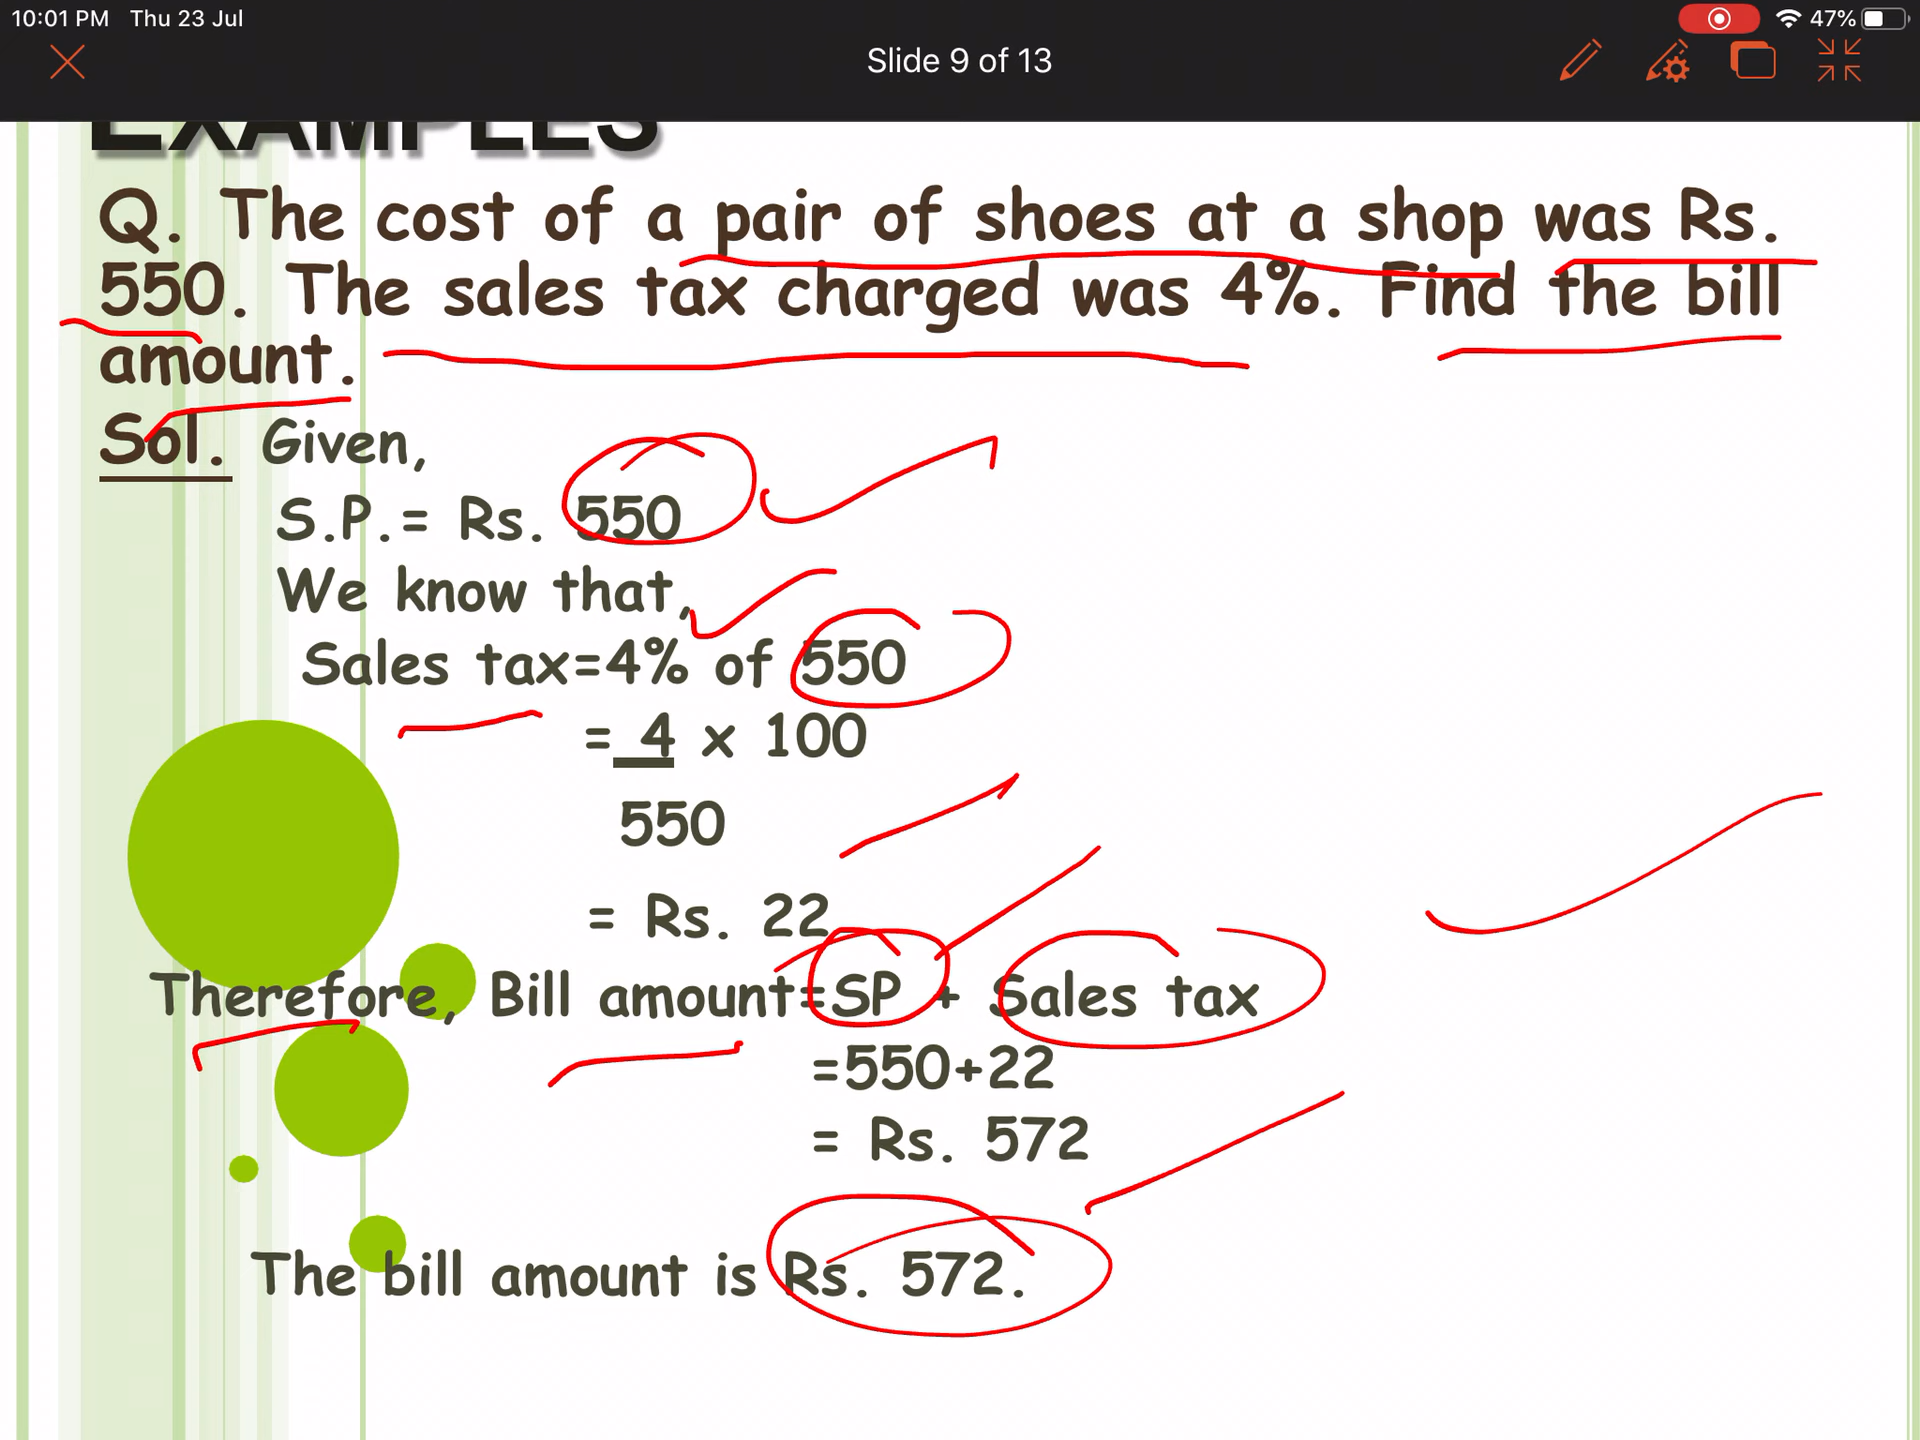 10:01 PM Thu 23 Jul
47%
Slide 9 of 13
EXAMPLES
Q. The cost of a pair of shoes at a shop was Rs.
550. The sales tax charged was 4%. Find the bill
amount.
Sol. Given,
S.P.= Rs. 550
We know that,
Sales tax=4% of 550
= 4 x 100
550
= Rs. 22
Therefore, Bill amount=SP + Sales tax
=550+22
= Rs. 572
The bill amount is Rs. 572.